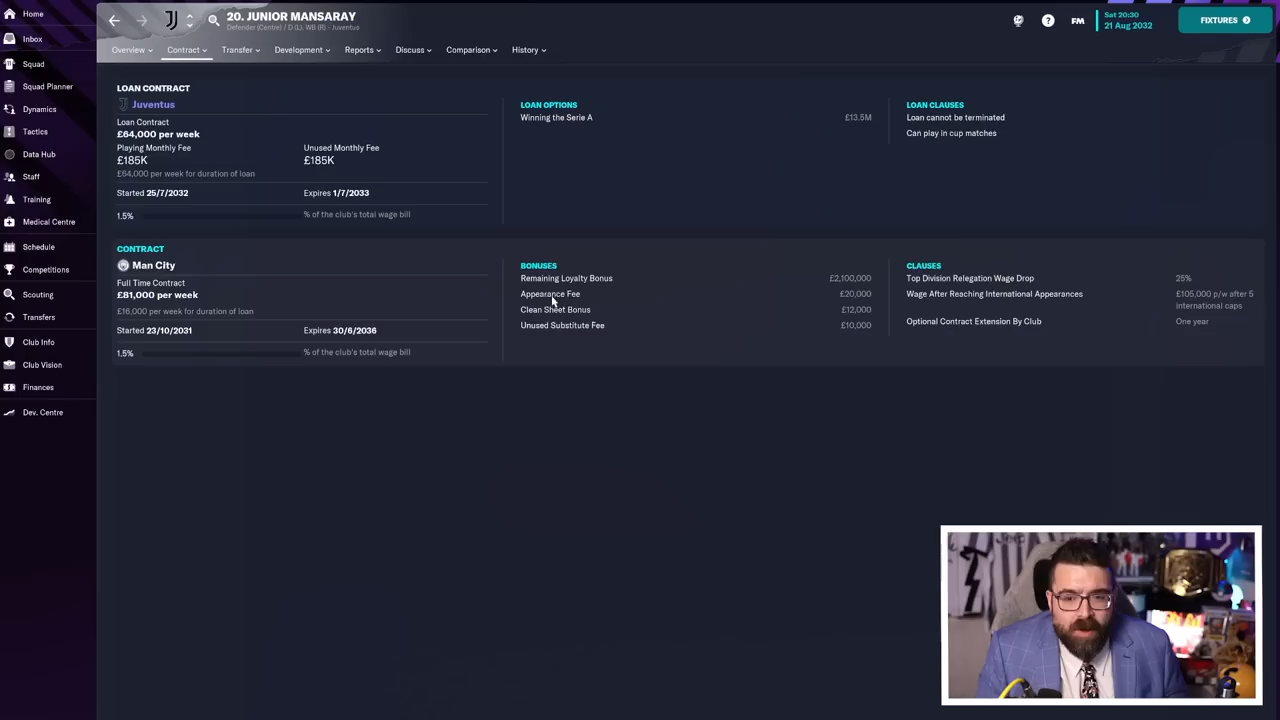 Home
Inbox
Squad
Squad Planner
Dynamics
Tactics
Data Hub
Staff
Training
Medical Centre
Schedule
Competitions
Scouting
Transfers
Club Info
Club Vision
Finances
Dev. Centre
20. JUNIOR MANSARAY
Defender (Centre) / D (L), WB (R) - Juventus
FM
Sat 20:30
21 Aug 2032
FIXTURES
Overview
Contract
Transfer
Development
Reports
Discuss
Comparison
History
LOAN CONTRACT
Juventus
Loan Contract
£64,000 per week
Playing Monthly Fee
£185K
Unused Monthly Fee
£185K
£64,000 per week for duration of loan
Started 25/7/2032
Expires 1/7/2033
1.5%
% of the club's total wage bill
LOAN OPTIONS
Winning the Serie A
£13.5M
LOAN CLAUSES
Loan cannot be terminated
Can play in cup matches
CONTRACT
Man City
Full Time Contract
£81,000 per week
£16,000 per week for duration of loan
Started 23/10/2031
Expires 30/6/2036
1.5%
% of the club's total wage bill
BONUSES
Remaining Loyalty Bonus
£2,100,000
Appearance Fee
£20,000
Clean Sheet Bonus
£12,000
Unused Substitute Fee
£10,000
CLAUSES
Top Division Relegation Wage Drop
25%
Wage After Reaching International Appearances
£105,000 p/w after 5
international caps
Optional Contract Extension By Club
One year
Jeep